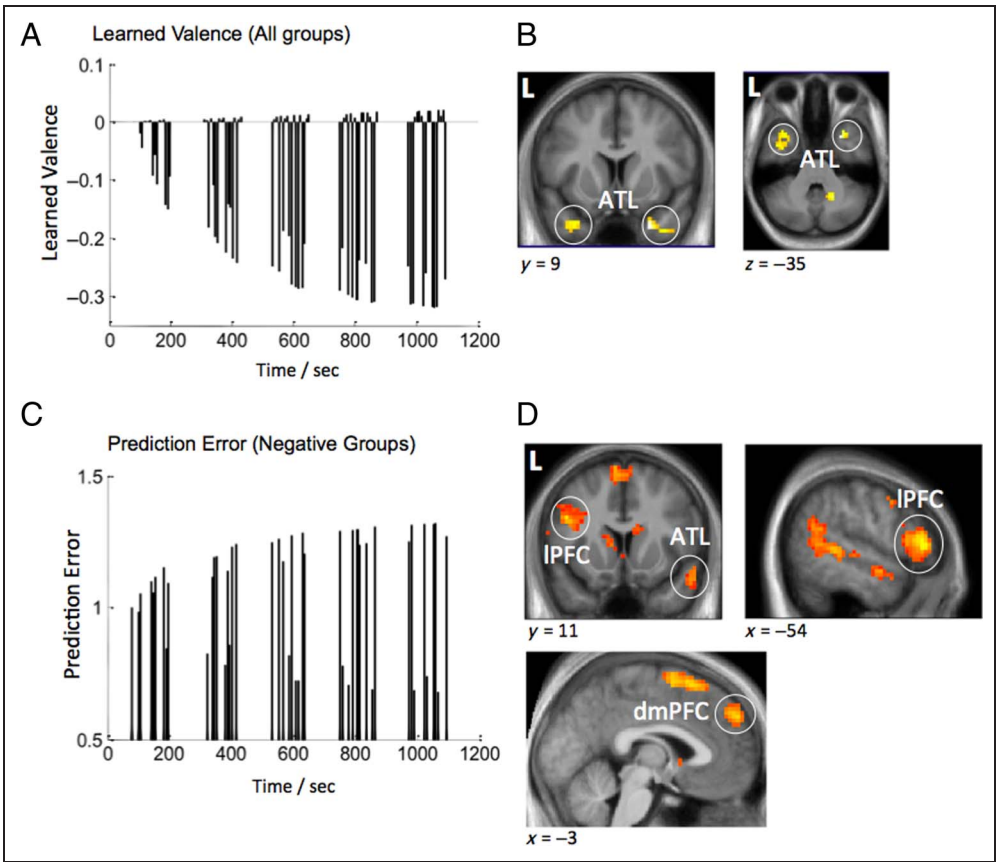 A
Learned Valence (All groups)
Learned Valence
0.1
0
−0.1
−0.2
−0.3
0 200 400 600 800 1000 1200
Time / sec
B
L
ATL
y = 9
L
ATL
z = −35
C
Prediction Error (Negative Groups)
Prediction Error
1.5
1
0.5
0 200 400 600 800 1000 1200
Time / sec
D
L
lPFC
ATL
y = 11
lPFC
x = −54
dmPFC
x = −3